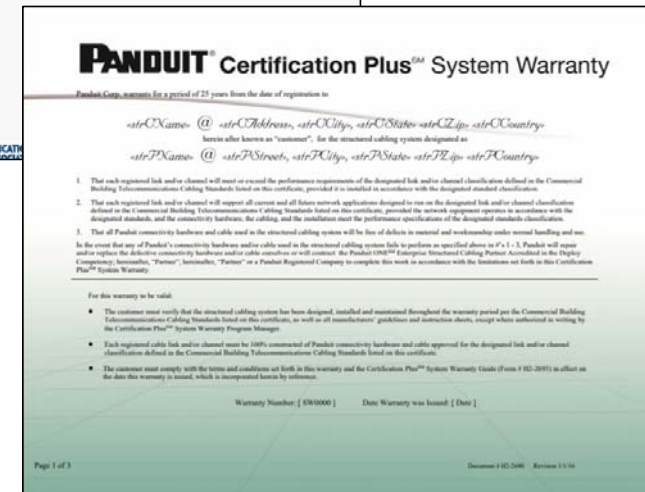 PANDUIT® Certification Plus℠ System Warranty
Panduit Corp. warrants for a period of 25 years from the date of registration to
«strCName» @ «strCAddress», «strCCity», «strCState» «strCZip» «strCCountry»
herein after known as "customer", for the structured cabling system designated as
«strPName» @ «strPStreet», «strPCity», «strPState» «strPZip» «strPCountry»
1. That each registered link and/or channel will meet or exceed the performance requirements of the designated link and/or channel classification defined in the Commercial
Building Telecommunications Cabling Standards listed on this certificate, provided it is installed in accordance with the designated standard classification.
2. That each registered link and/or channel will support all current and all future network applications designed to run on the designated link and/or channel classification
defined in the Commercial Building Telecommunications Cabling Standards listed on this certificate, provided the network equipment operates in accordance with the
designated standards, and the connectivity hardware, the cabling, and the installation meet the performance specifications of the designated standards classification.
3. That all Panduit connectivity hardware and cable used in the structured cabling system will be free of defects in material and workmanship under normal handling and use.
In the event that any of Panduit's connectivity hardware and/or cable used in the structured cabling system fails to perform as specified above in #'s 1 - 3, Panduit will repair
and/or replace the defective connectivity hardware and/or cable ourselves or will contract the Panduit ONE℠ Enterprise Structured Cabling Partner Accredited in the Deploy
Competency; hereinafter, "Partner", hereinafter, "Partner" or a Panduit Registered Company to complete this work in accordance with the limitations set forth in this Certification
Plus℠ System Warranty.
For this warranty to be valid:
■ The customer must verify that the structured cabling system has been designed, installed and maintained throughout the warranty period per the Commercial Building
Telecommunications Cabling Standards listed on this certificate, as well as all manufacturers' guidelines and instruction sheets, except where authorized in writing by
the Certification Plus℠ System Warranty Program Manager.
■ Each registered cable link and/or channel must be 100% constructed of Panduit connectivity hardware and cable approved for the designated link and/or channel
classification defined in the Commercial Building Telecommunications Cabling Standards listed on this certificate.
■ The customer must comply with the terms and conditions set forth in this warranty and the Certification Plus℠ System Warranty Guide (Form # H2-2695) in effect on
the date this warranty is issued, which is incorporated herein by reference.
Warranty Number: [ SW0000 ] Date Warranty was Issued: [ Date ]
Page 1 of 3 Document # H2-2696 Revision 1/1/16